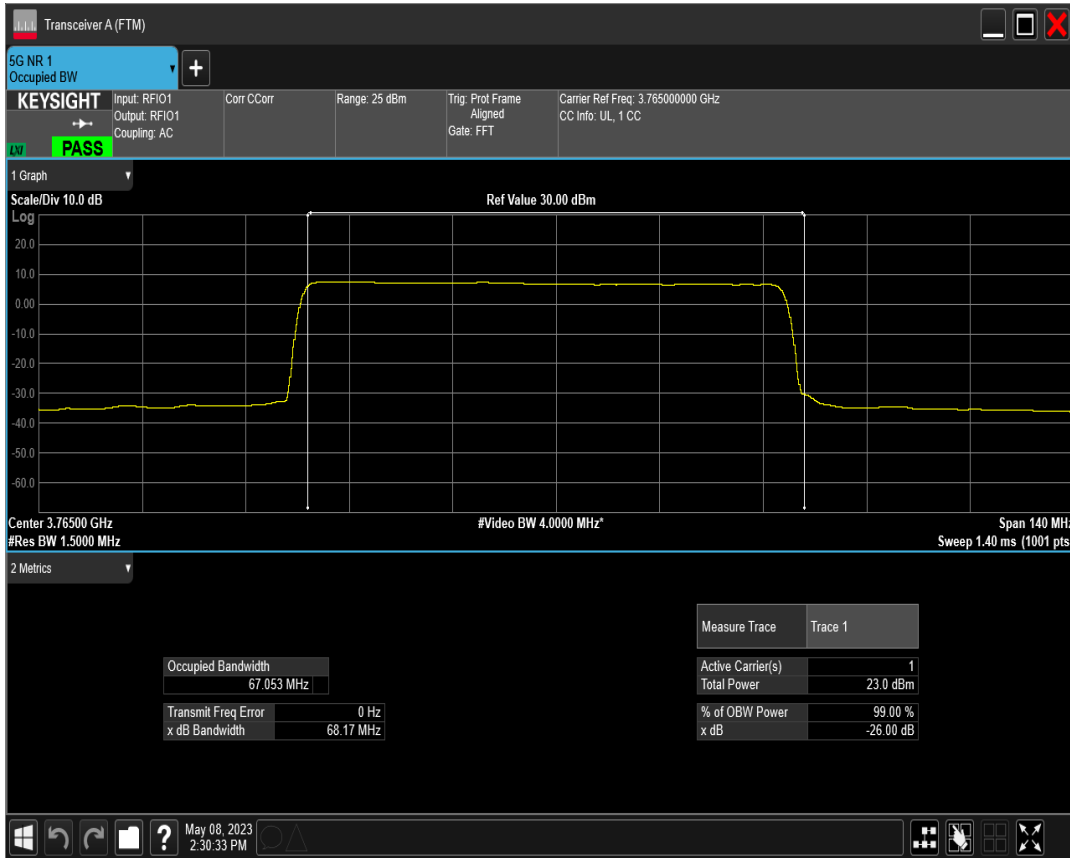 Transceiver A (FTM)
5G NR 1
Occupied BW
+
KEYSIGHT
LXI
PASS
Input: RFIO1
Output: RFIO1
Coupling: AC
Corr CCorr
Range: 25 dBm
Trig: Prot Frame
Aligned
Gate: FFT
Carrier Ref Freq: 3.765000000 GHz
CC Info: UL, 1 CC
1 Graph
Scale/Div 10.0 dB
Ref Value 30.00 dBm
Log
20.0
10.0
0.00
-10.0
-20.0
-30.0
-40.0
-50.0
-60.0
Center 3.76500 GHz
#Video BW 4.0000 MHz*
Span 140 MHz
#Res BW 1.5000 MHz
Sweep 1.40 ms (1001 pts
2 Metrics
Measure Trace Trace 1
Occupied Bandwidth
67.053 MHz
Active Carrier(s) 1
Total Power 23.0 dBm
Transmit Freq Error 0 Hz
x dB Bandwidth 68.17 MHz
% of OBW Power 99.00 %
x dB -26.00 dB
?
May 08, 2023
2:30:33 PM